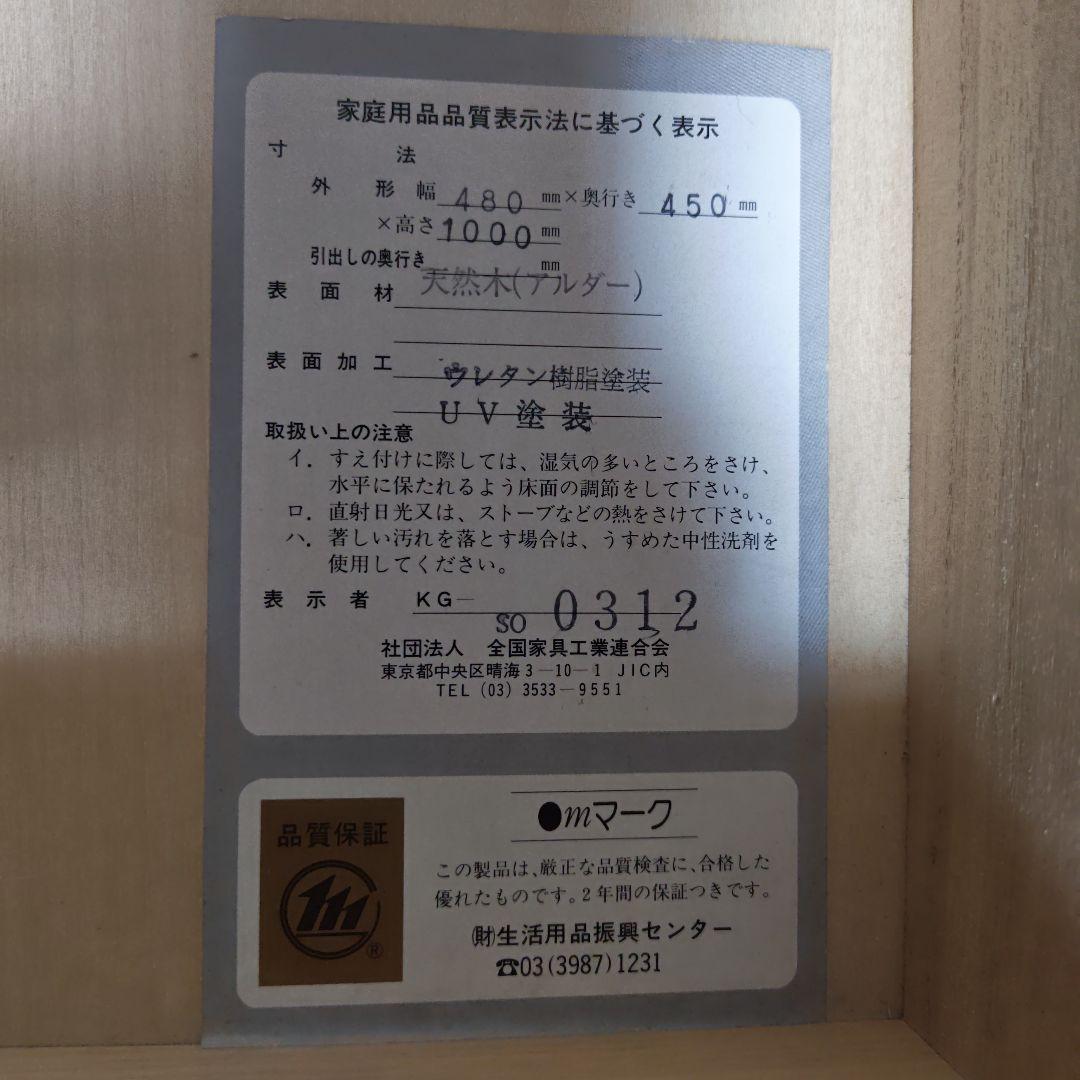 家庭用品品質表示法に基づく表示
寸法
外形 幅 480 mm×奥行き 450 mm
×高さ 1000 mm
引出しの奥行き mm
表面材 天然木(アルダー)
表面加工 ウレタン樹脂塗装
UV塗装
取扱い上の注意
イ. すえ付けに際しては、湿気の多いところをさけ、
水平に保たれるよう床面の調節をして下さい。
ロ. 直射日光又は、ストーブなどの熱をさけて下さい。
ハ. 著しい汚れを落とす場合は、うすめた中性洗剤を
使用してください。
表示者 KG— SO 0312
社団法人 全国家具工業連合会
東京都中央区晴海3—10—1 JIC内
TEL (03) 3533—9551
品質保証
m
®
●mマーク
この製品は、厳正な品質検査に、合格した
優れたものです。2年間の保証つきです。
㈶生活用品振興センター
☎03(3987)1231